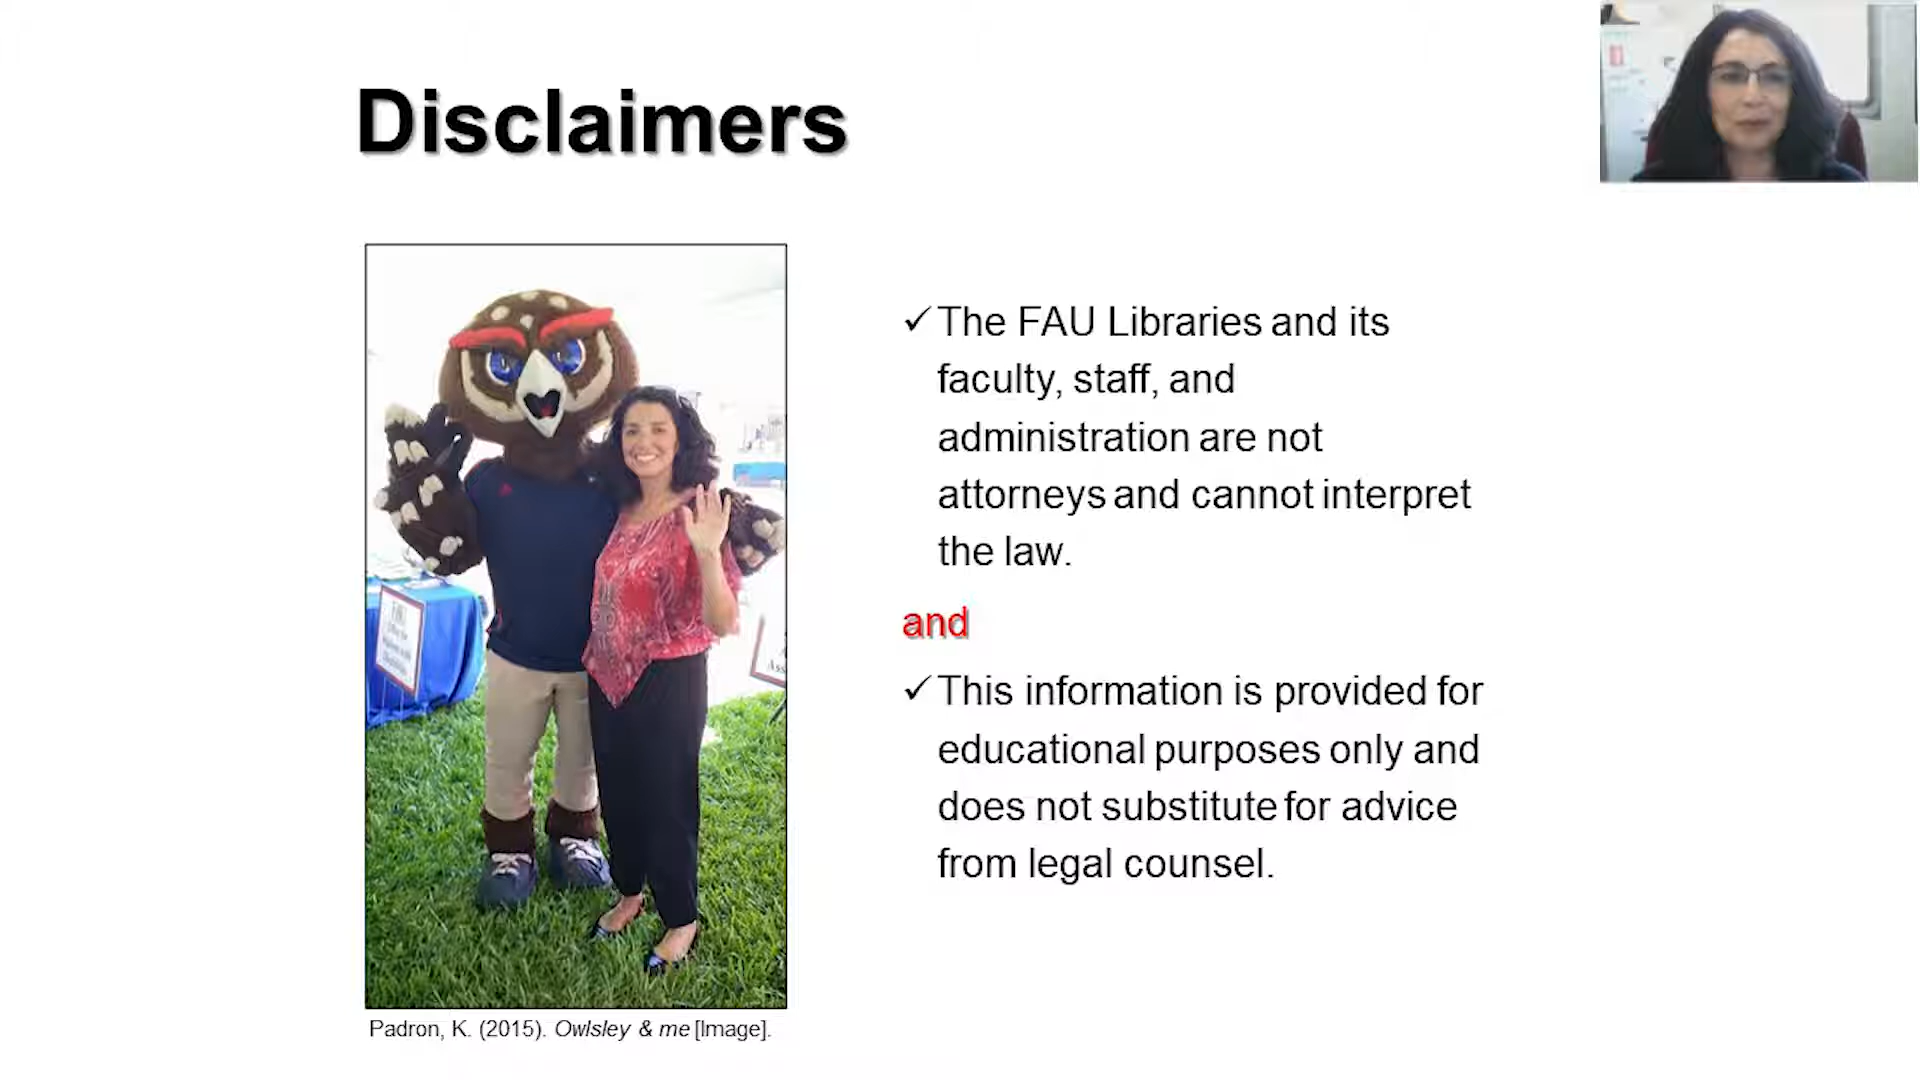 Disclaimers
✓ The FAU Libraries and its
faculty, staff, and
administration are not
attorneys and cannot interpret
the law.
and
✓ This information is provided for
educational purposes only and
does not substitute for advice
from legal counsel.
FAU
Padron, K. (2015). Owlsley & me [Image].